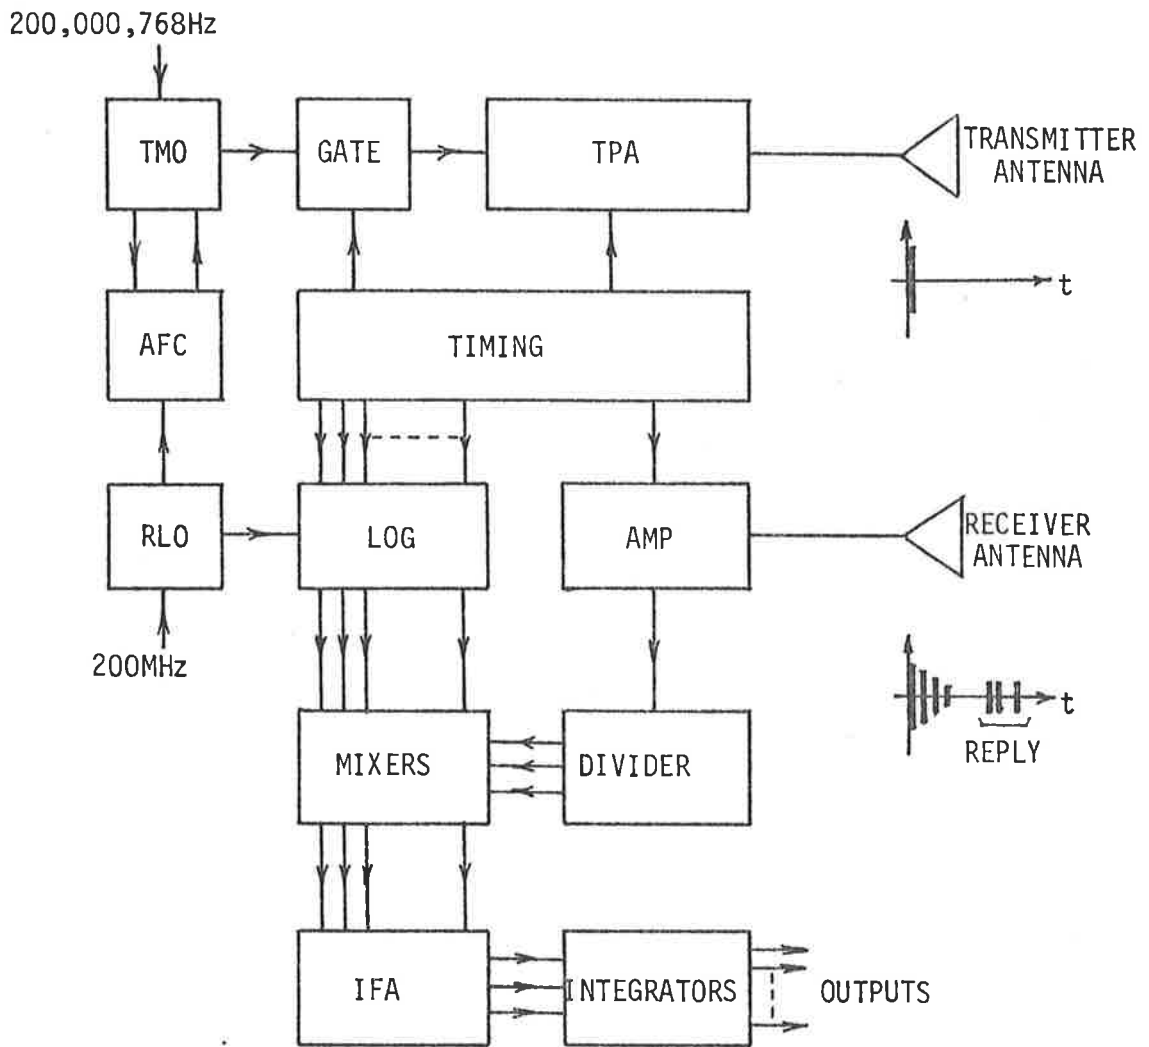 200,000,768Hz
TMO
GATE
TPA
TRANSMITTER
ANTENNA
t
AFC
TIMING
RLO
LOG
AMP
RECEIVER
ANTENNA
200MHz
t
REPLY
MIXERS
DIVIDER
IFA
INTEGRATORS
OUTPUTS